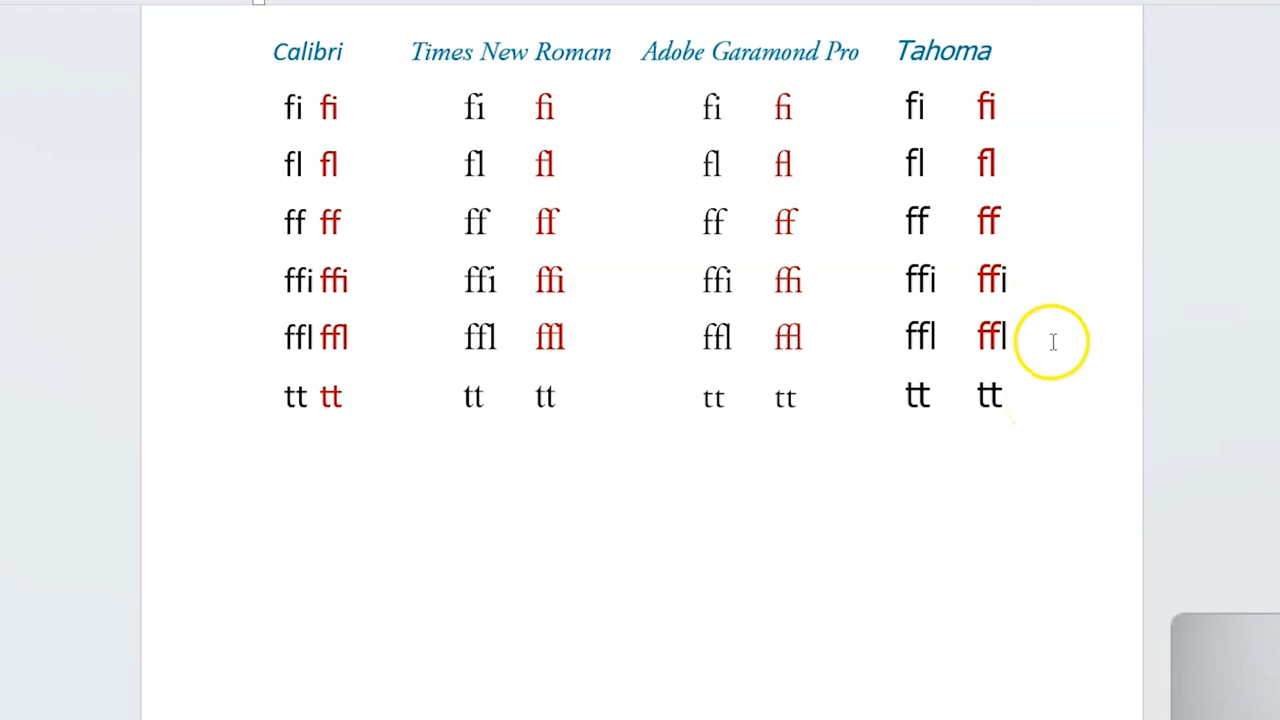 Calibri Times New Roman Adobe Garamond Pro Tahoma
fi fi fi fi fi fi fi fi
fl fl fl fl fl fl fl fl
ff ff ff ff ff ff ff ff
ffi ffi ffi ffi ffi ffi ffi ffi
ffl ffl ffl ffl ffl ffl ffl ffl
tt tt tt tt tt tt tt tt